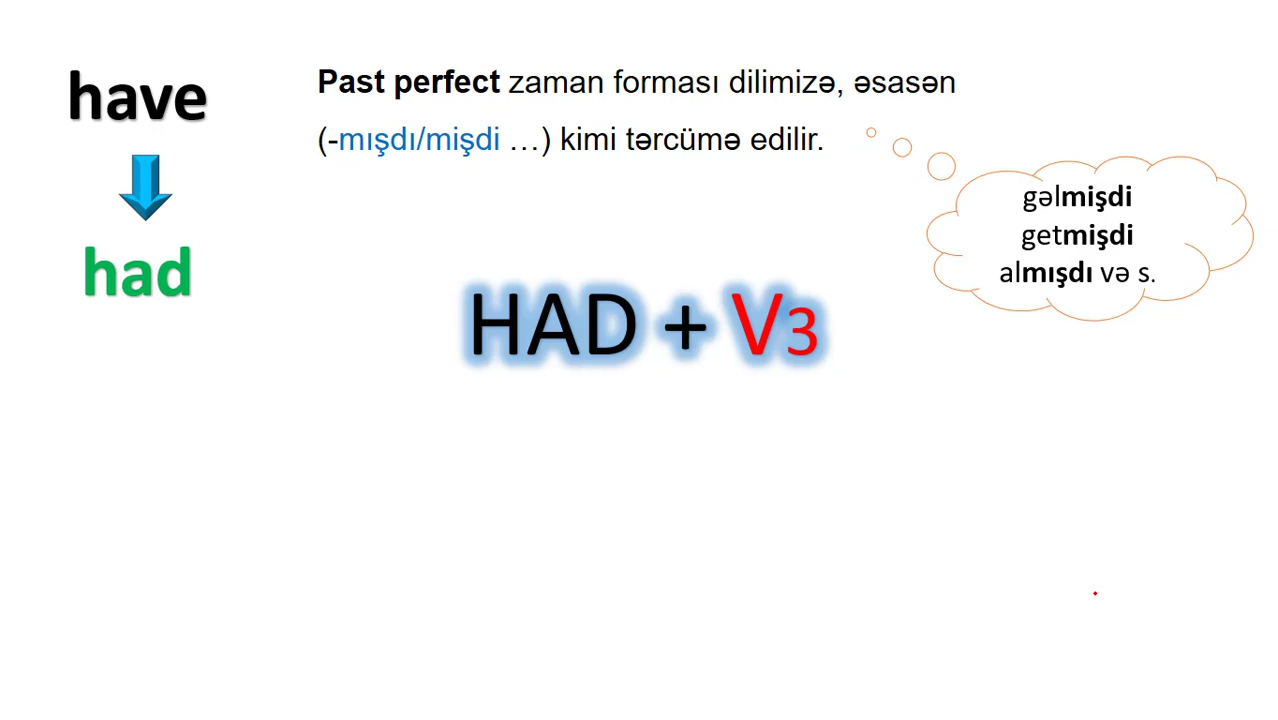 have
had
Past perfect zaman forması dilimizə, əsasən
(-mışdı/mişdi …) kimi tərcümə edilir.
gəlmişdi
getmişdi
almışdı və s.
HAD + V3